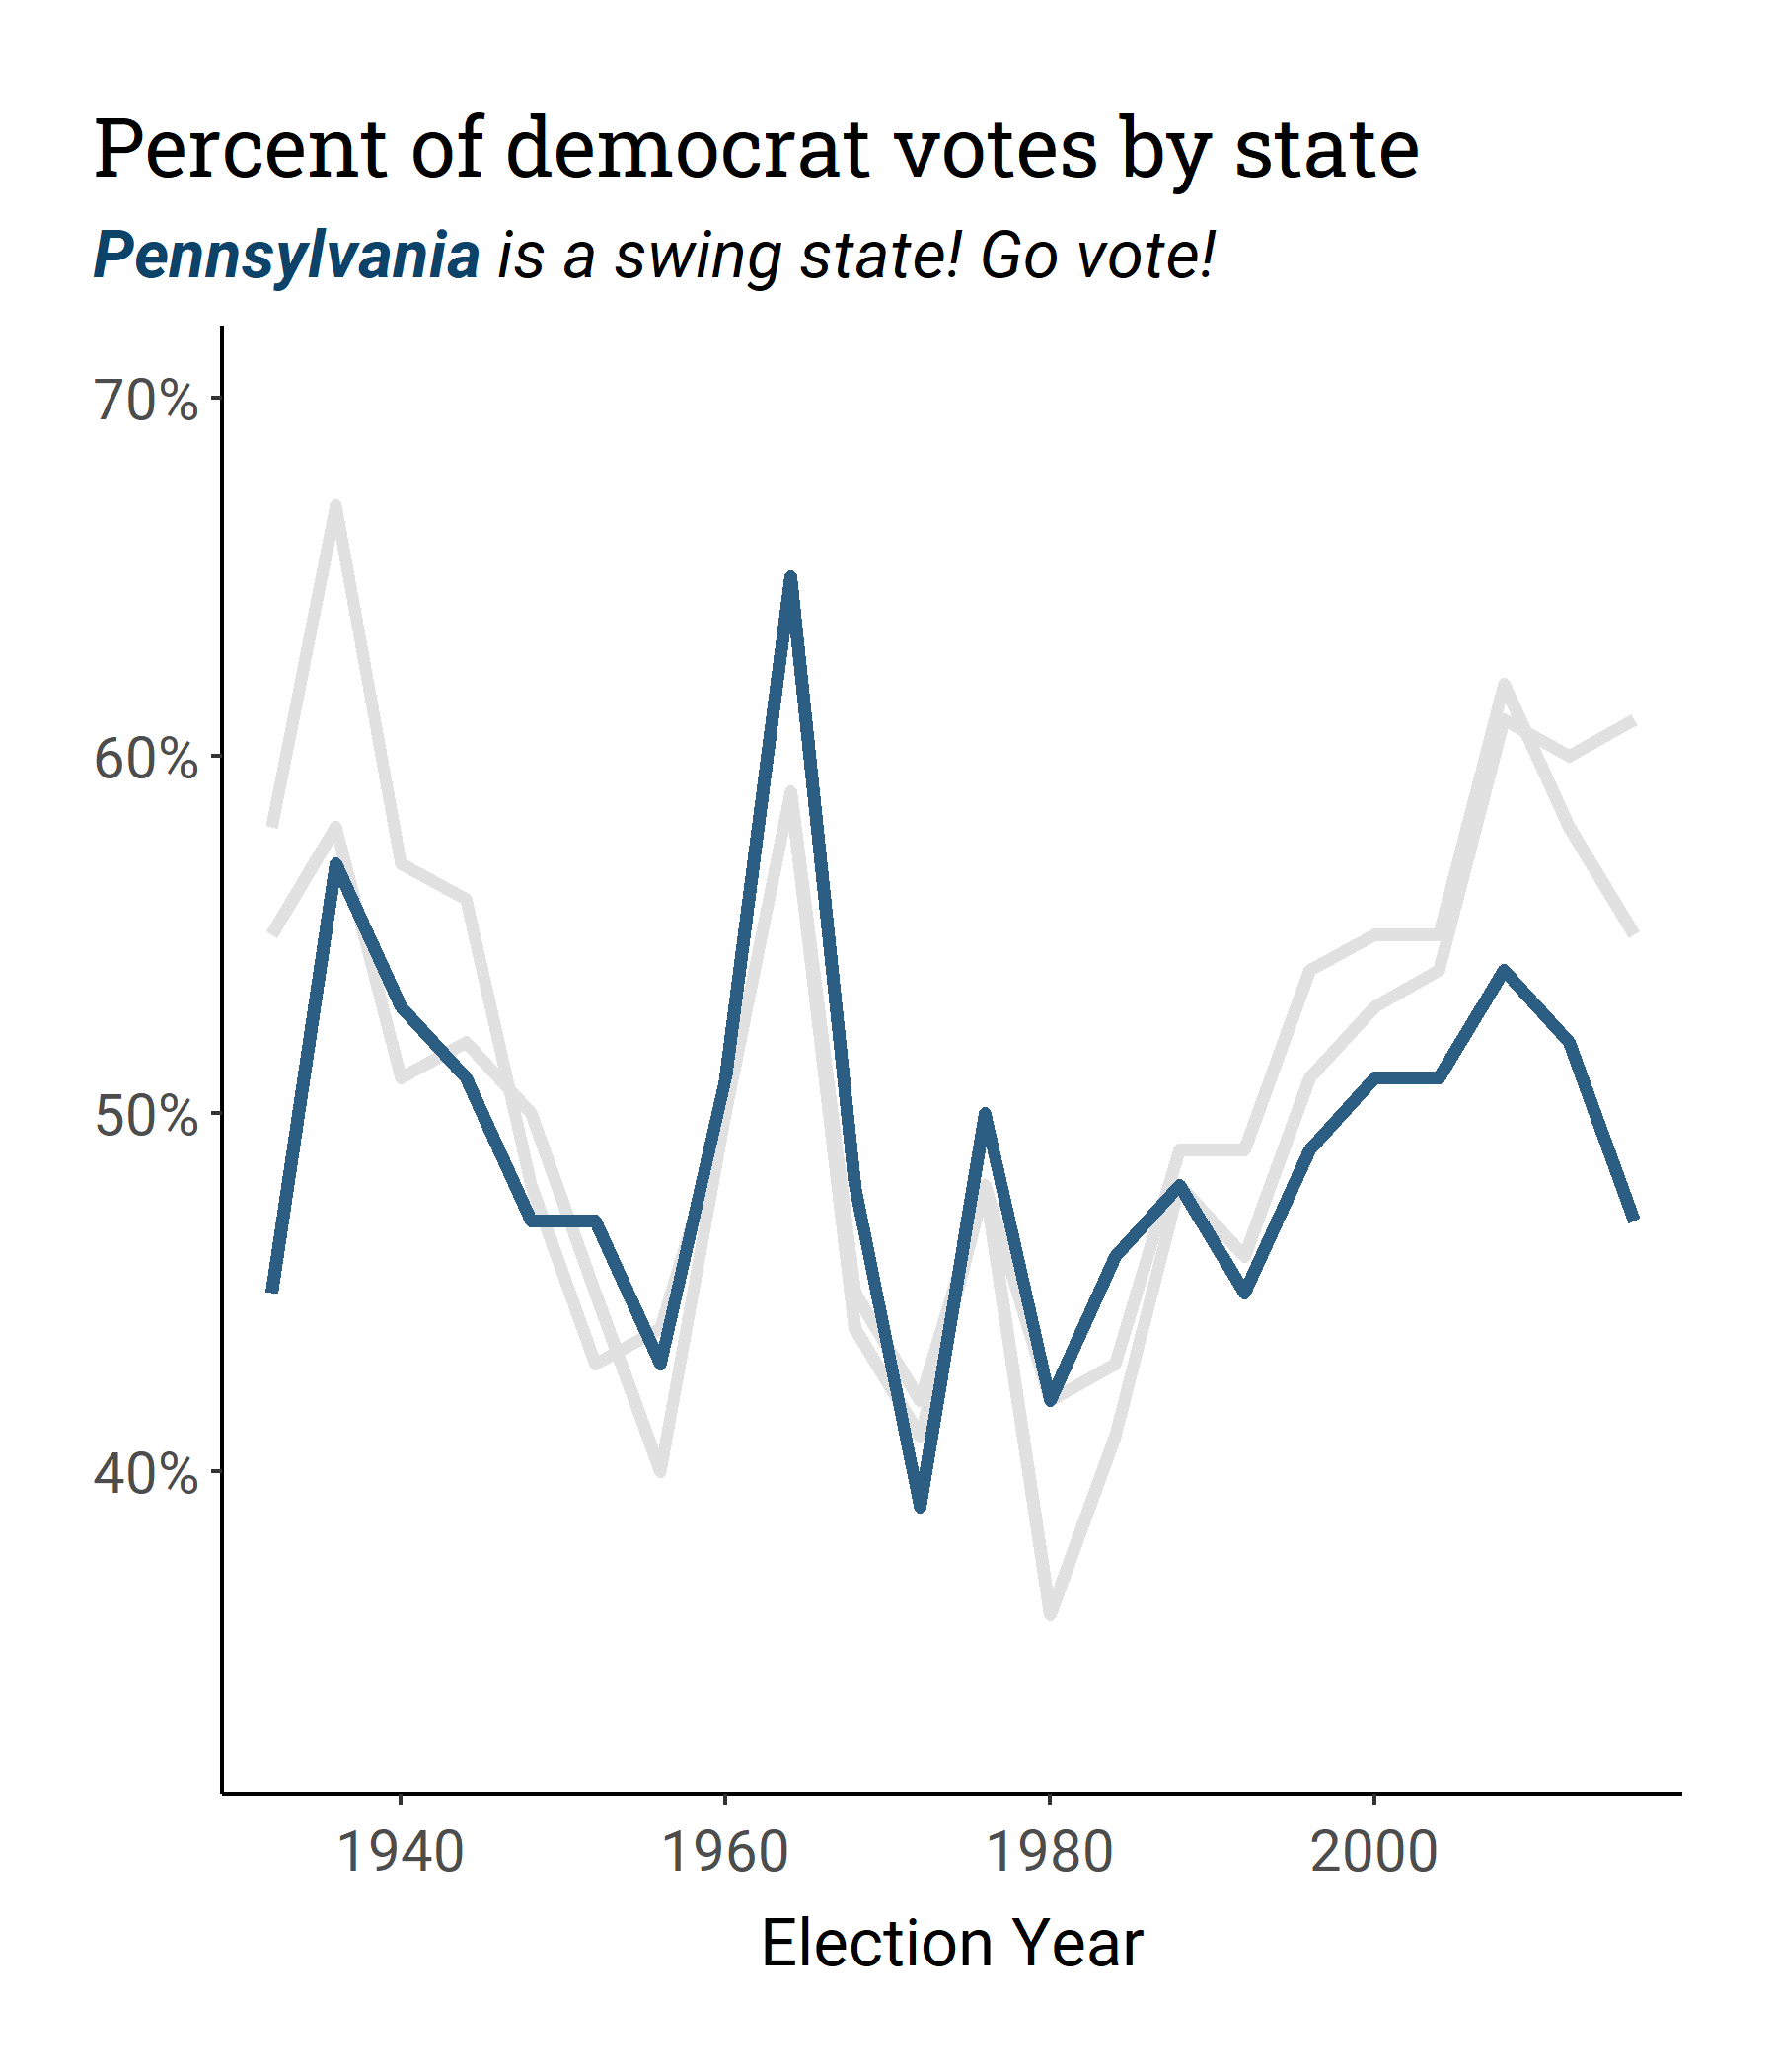 Percent of democrat votes by state
Pennsylvania is a swing state! Go vote!
70%
60%
50%
40%
1940 1960 1980 2000
Election Year